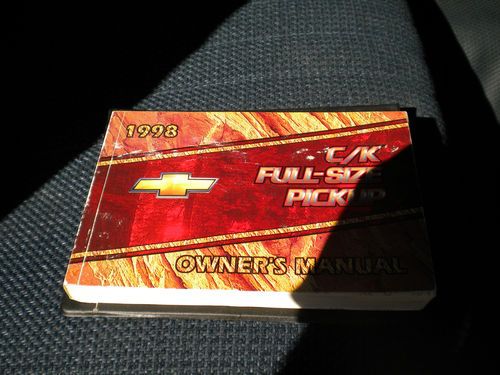 1998
C/K
FULL-SIZE
PICKUP
OWNER'S MANUAL